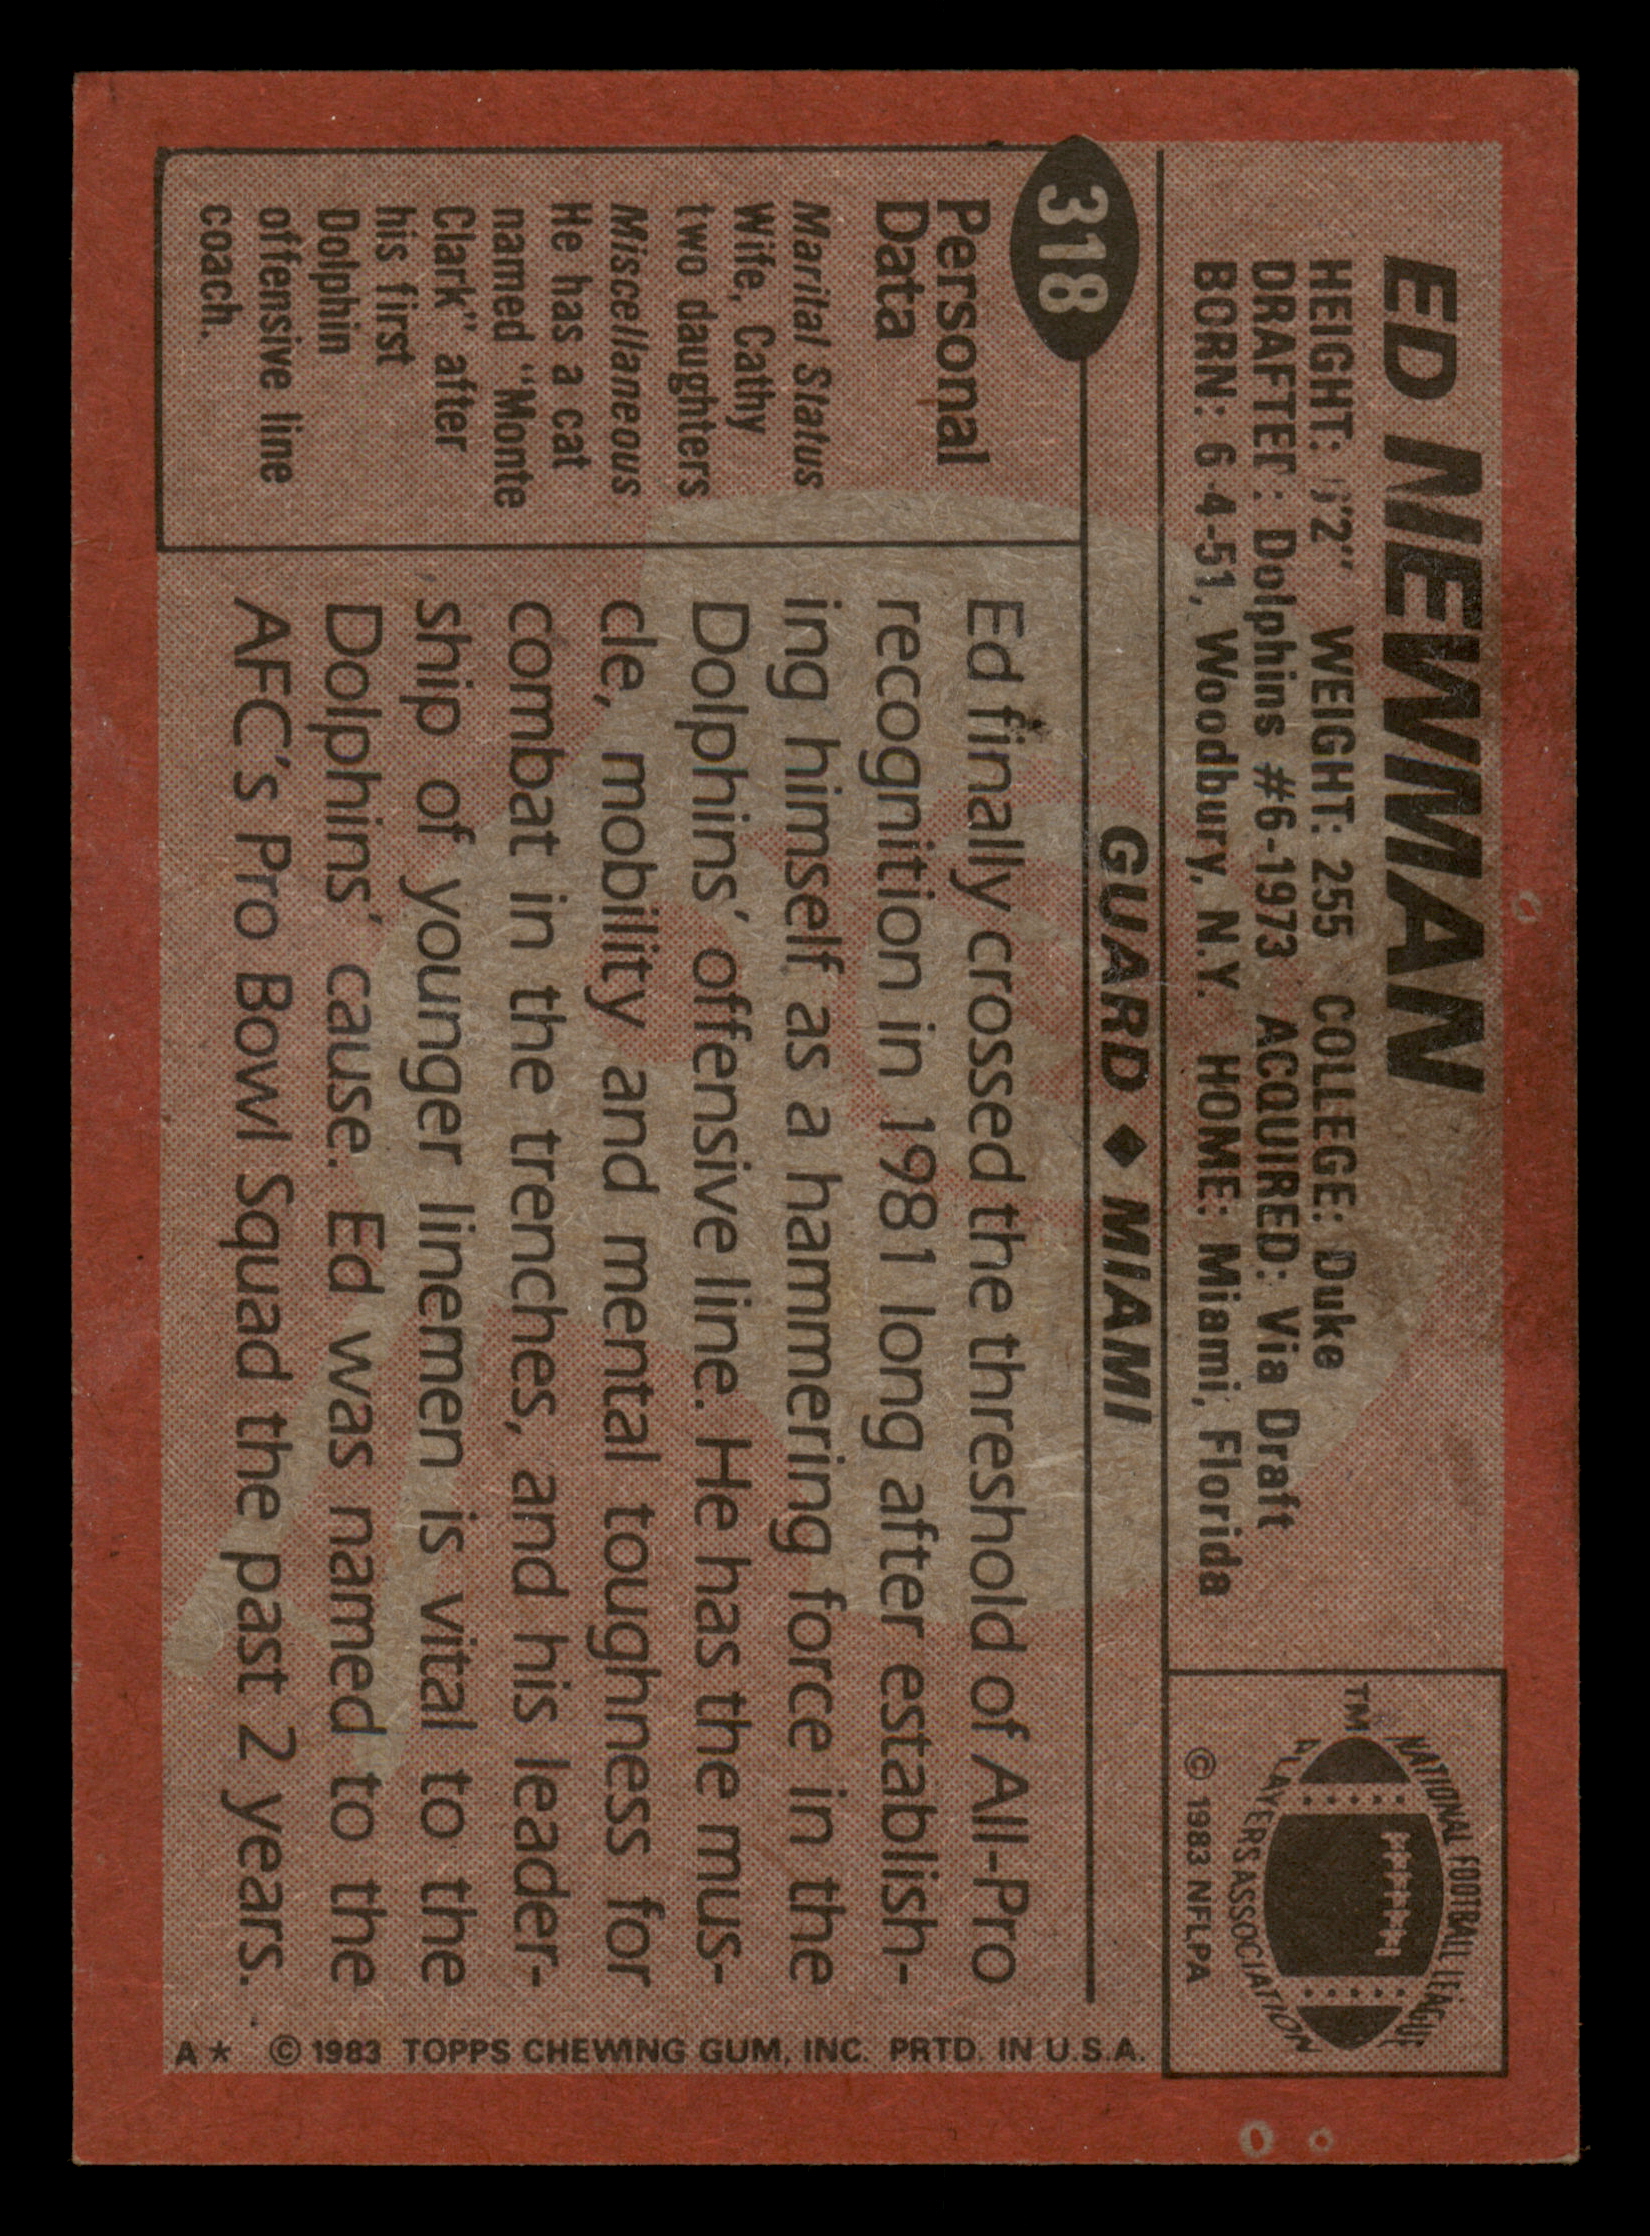 ED NEWMAN
HEIGHT: 6'2" WEIGHT: 255 COLLEGE: Duke
DRAFTED: Dolphins #6-1973 ACQUIRED: Via Draft
BORN: 6-4-51, Woodbury, N.Y. HOME: Miami, Florida
TM
NATIONAL FOOTBALL LEAGUE
PLAYERS ASSOCIATION
© 1983 NFLPA
318
GUARD ◆ MIAMI
Personal
Data
Marital Status
Wife, Cathy
two daughters
Miscellaneous
He has a cat
named "Monte
Clark" after
his first
Dolphin
offensive line
coach.
Ed finally crossed the threshold of All-Pro
recognition in 1981 long after establish-
ing himself as a hammering force in the
Dolphins' offensive line. He has the mus-
cle, mobility and mental toughness for
combat in the trenches, and his leader-
ship of younger linemen is vital to the
Dolphins' cause. Ed was named to the
AFC's Pro Bowl Squad the past 2 years.
A* © 1983 TOPPS CHEWING GUM, INC. PRTD. IN U.S.A.